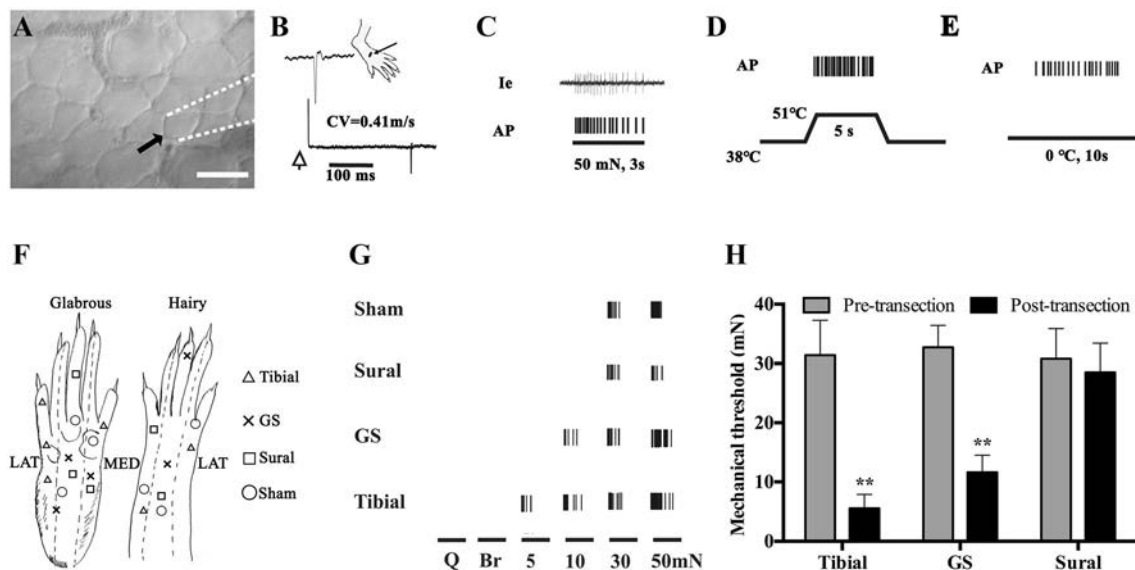 A
B
CV=0.41m/s
100 ms
C
Ie
AP
50 mN, 3s
D
AP
51℃
5 s
38℃
E
AP
0 ℃, 10s
F
Glabrous Hairy
LAT MED LAT
Tibial
GS
Sural
Sham
G
Sham
Sural
GS
Tibial
Q Br 5 10 30 50mN
H
Pre-transection Post-transection
Mechanical threshold (mN)
40
30
20
10
0
** **
Tibial GS Sural